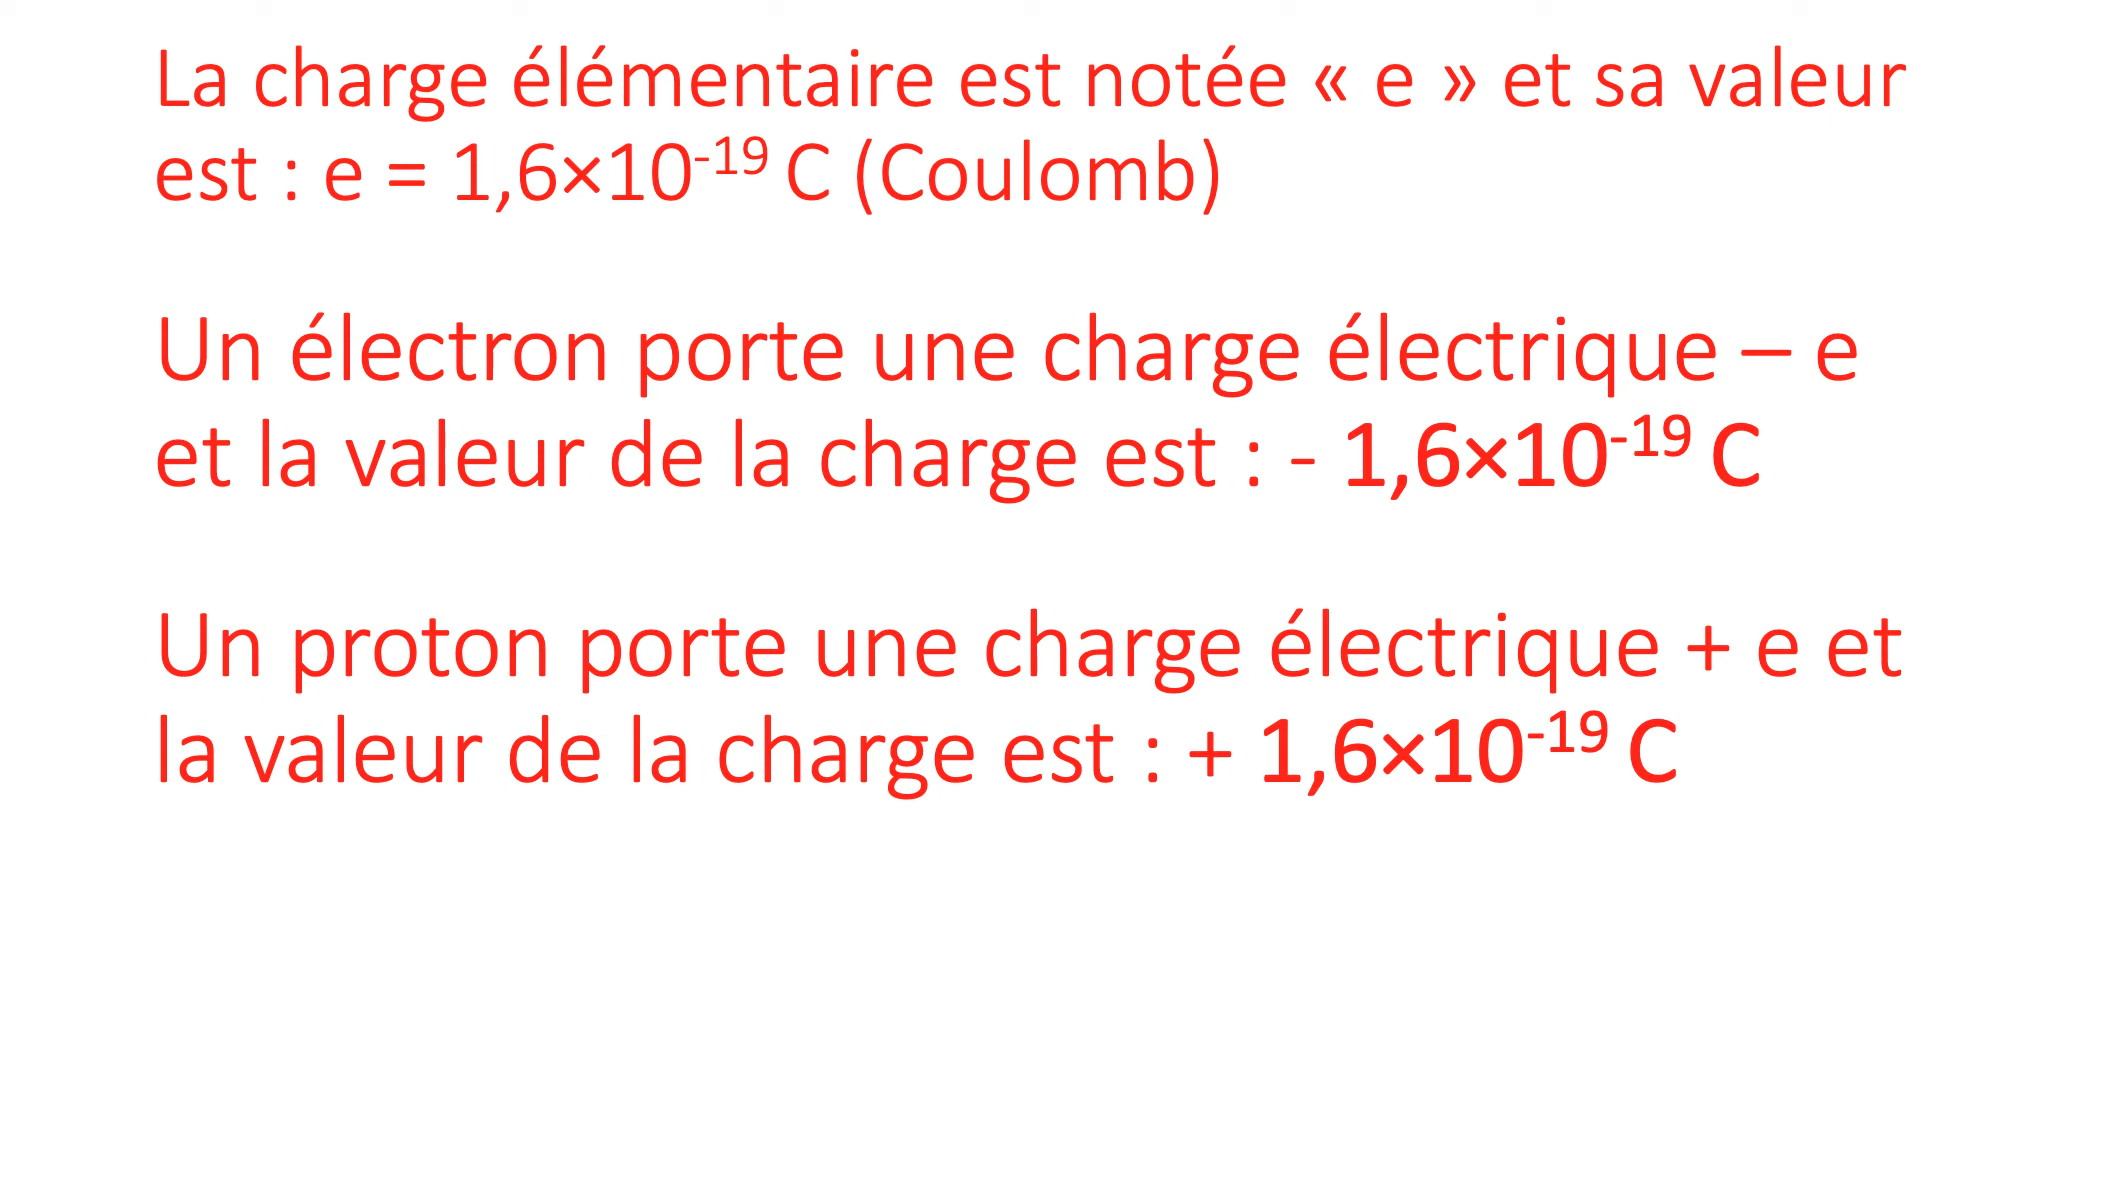 La charge élémentaire est notée « e » et sa valeur
est : e = 1,6×10⁻¹⁹ C (Coulomb)
Un électron porte une charge électrique – e
et la valeur de la charge est : - 1,6×10⁻¹⁹ C
Un proton porte une charge électrique + e et
la valeur de la charge est : + 1,6×10⁻¹⁹ C